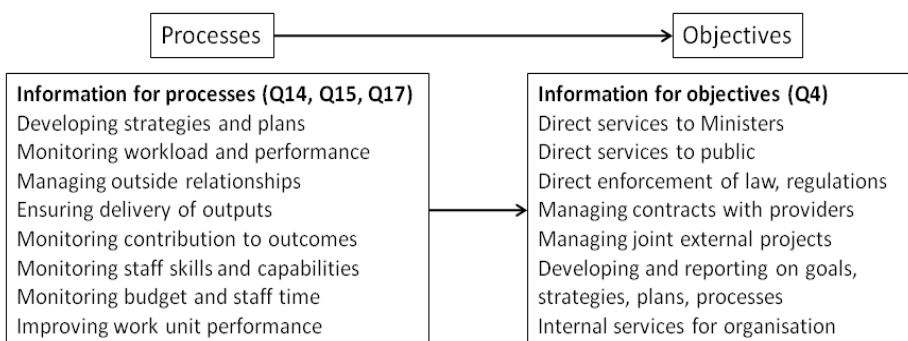 Processes
Objectives
Information for processes (Q14, Q15, Q17)
Developing strategies and plans
Monitoring workload and performance
Managing outside relationships
Ensuring delivery of outputs
Monitoring contribution to outcomes
Monitoring staff skills and capabilities
Monitoring budget and staff time
Improving work unit performance
Information for objectives (Q4)
Direct services to Ministers
Direct services to public
Direct enforcement of law, regulations
Managing contracts with providers
Managing joint external projects
Developing and reporting on goals,
strategies, plans, processes
Internal services for organisation